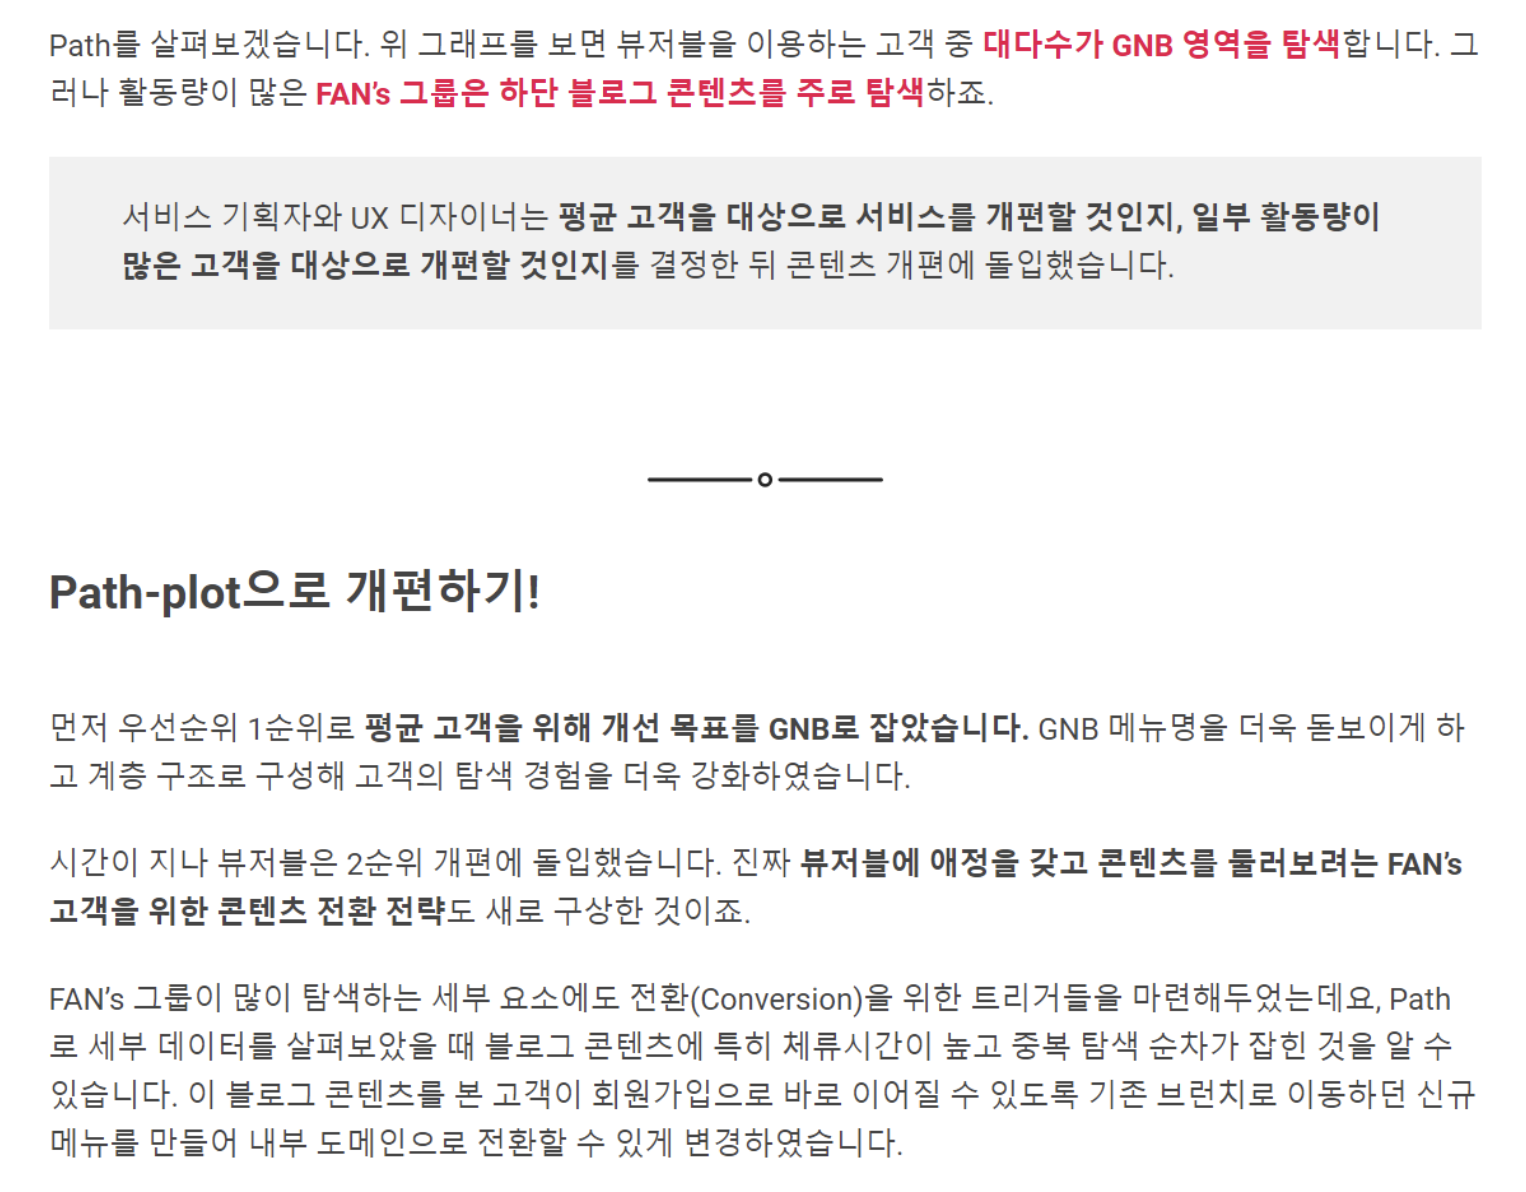 Path를 살펴보겠습니다. 위 그래프를 보면 뷰저블을 이용하는 고객 중 대다수가 GNB 영역을 탐색합니다. 그
러나 활동량이 많은 FAN’s 그룹은 하단 블로그 콘텐츠를 주로 탐색하죠.
서비스 기획자와 UX 디자이너는 평균 고객을 대상으로 서비스를 개편할 것인지, 일부 활동량이
많은 고객을 대상으로 개편할 것인지를 결정한 뒤 콘텐츠 개편에 돌입했습니다.
Path-plot으로 개편하기!
먼저 우선순위 1순위로 평균 고객을 위해 개선 목표를 GNB로 잡았습니다. GNB 메뉴명을 더욱 돋보이게 하
고 계층 구조로 구성해 고객의 탐색 경험을 더욱 강화하였습니다.
시간이 지나 뷰저블은 2순위 개편에 돌입했습니다. 진짜 뷰저블에 애정을 갖고 콘텐츠를 둘러보려는 FAN’s
고객을 위한 콘텐츠 전환 전략도 새로 구상한 것이죠.
FAN’s 그룹이 많이 탐색하는 세부 요소에도 전환(Conversion)을 위한 트리거들을 마련해두었는데요, Path
로 세부 데이터를 살펴보았을 때 블로그 콘텐츠에 특히 체류시간이 높고 중복 탐색 순차가 잡힌 것을 알 수
있습니다. 이 블로그 콘텐츠를 본 고객이 회원가입으로 바로 이어질 수 있도록 기존 브런치로 이동하던 신규
메뉴를 만들어 내부 도메인으로 전환할 수 있게 변경하였습니다.